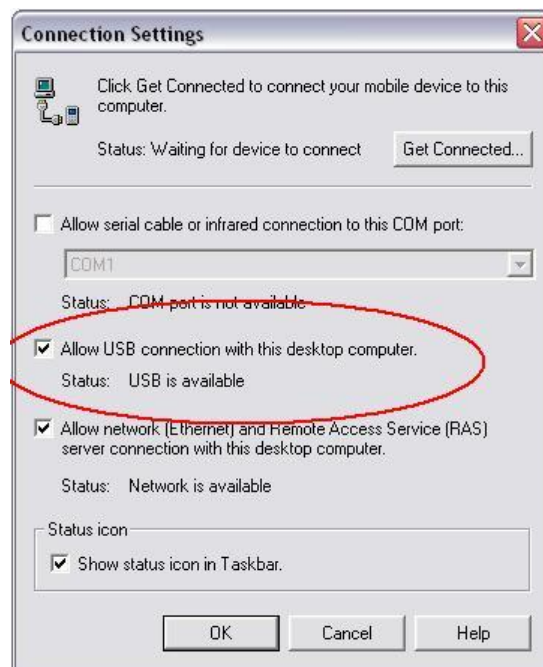 Connection Settings
Click Get Connected to connect your mobile device to this
computer.
Status: Waiting for device to connect
Get Connected...
Allow serial cable or infrared connection to this COM port:
COM1
Status: COM port is not available
Allow USB connection with this desktop computer.
Status: USB is available
Allow network (Ethernet) and Remote Access Service (RAS)
server connection with this desktop computer.
Status: Network is available
Status icon
Show status icon in Taskbar.
OK
Cancel
Help